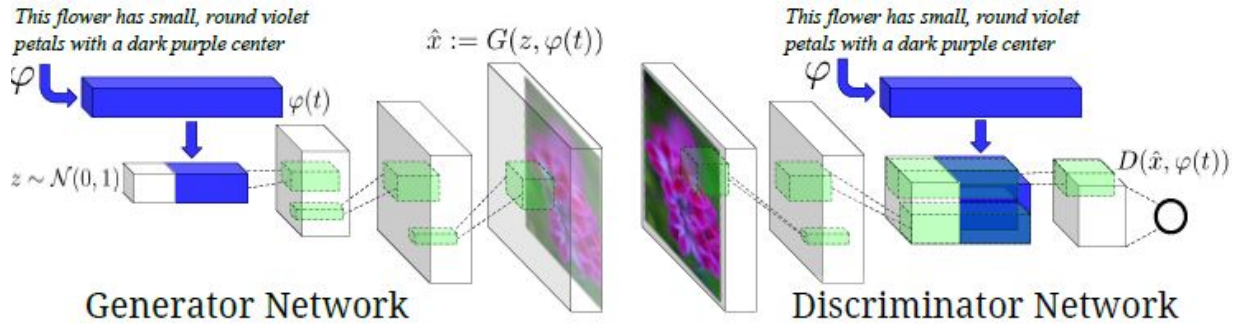 This flower has small, round violet
petals with a dark purple center
φ
φ(t)
z ∼ 𝒩(0, 1)
x̂ := G(z, φ(t))
Generator Network
This flower has small, round violet
petals with a dark purple center
φ
D(x̂, φ(t))
Discriminator Network